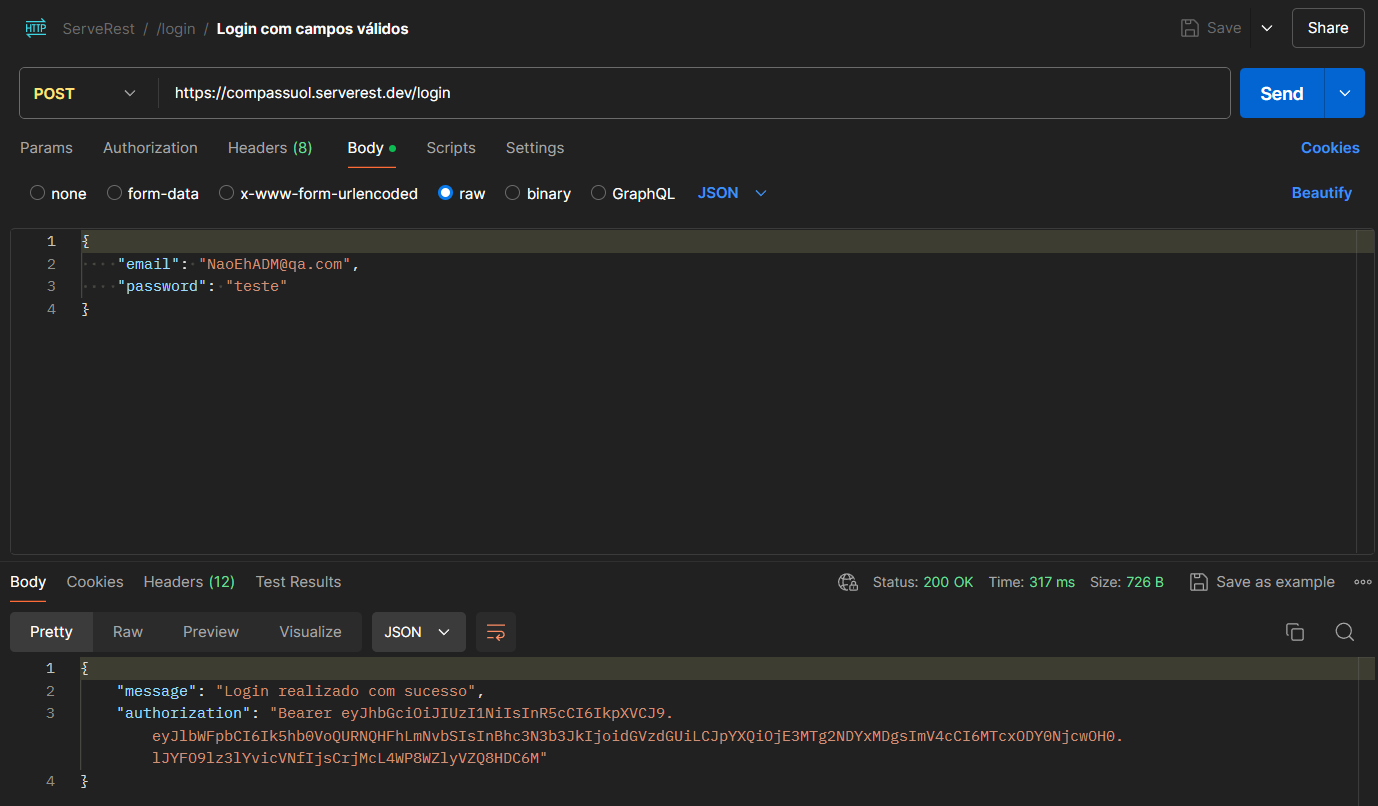 HTTP ServeRest / /login / Login com campos válidos Save Share
POST https://compassuol.serverest.dev/login Send
Params Authorization Headers (8) Body Scripts Settings Cookies
none form-data x-www-form-urlencoded raw binary GraphQL JSON Beautify
1 {
2 "email": "NaoEhADM@qa.com",
3 "password": "teste"
4 }
Body Cookies Headers (12) Test Results Status: 200 OK Time: 317 ms Size: 726 B Save as example
Pretty Raw Preview Visualize JSON
1 {
2 "message": "Login realizado com sucesso",
3 "authorization": "Bearer eyJhbGciOiJIUzI1NiIsInR5cCI6IkpXVCJ9.
eyJlbWFpbCI6Ik5hb0VoQURNQHFhLmNvbSIsInBhc3N3b3JkIjoidGVzdGUiLCJpYXQiOjE3MTg2NDYxMDgsImV4cCI6MTcxODY0NjcwOH0.
lJYFO9lz3lYvicVNfIjsCrjMcL4WP8WZlyVZQ8HDC6M"
4 }